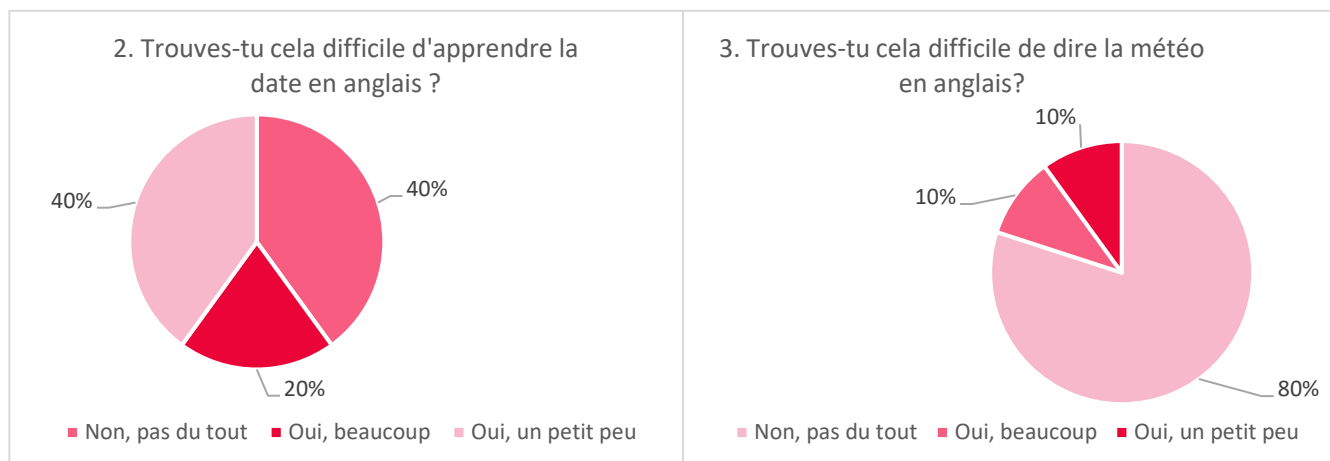 2. Trouves-tu cela difficile d'apprendre la
date en anglais ?
40%
40%
20%
Non, pas du tout
Oui, beaucoup
Oui, un petit peu
3. Trouves-tu cela difficile de dire la météo
en anglais?
10%
10%
80%
Non, pas du tout
Oui, beaucoup
Oui, un petit peu